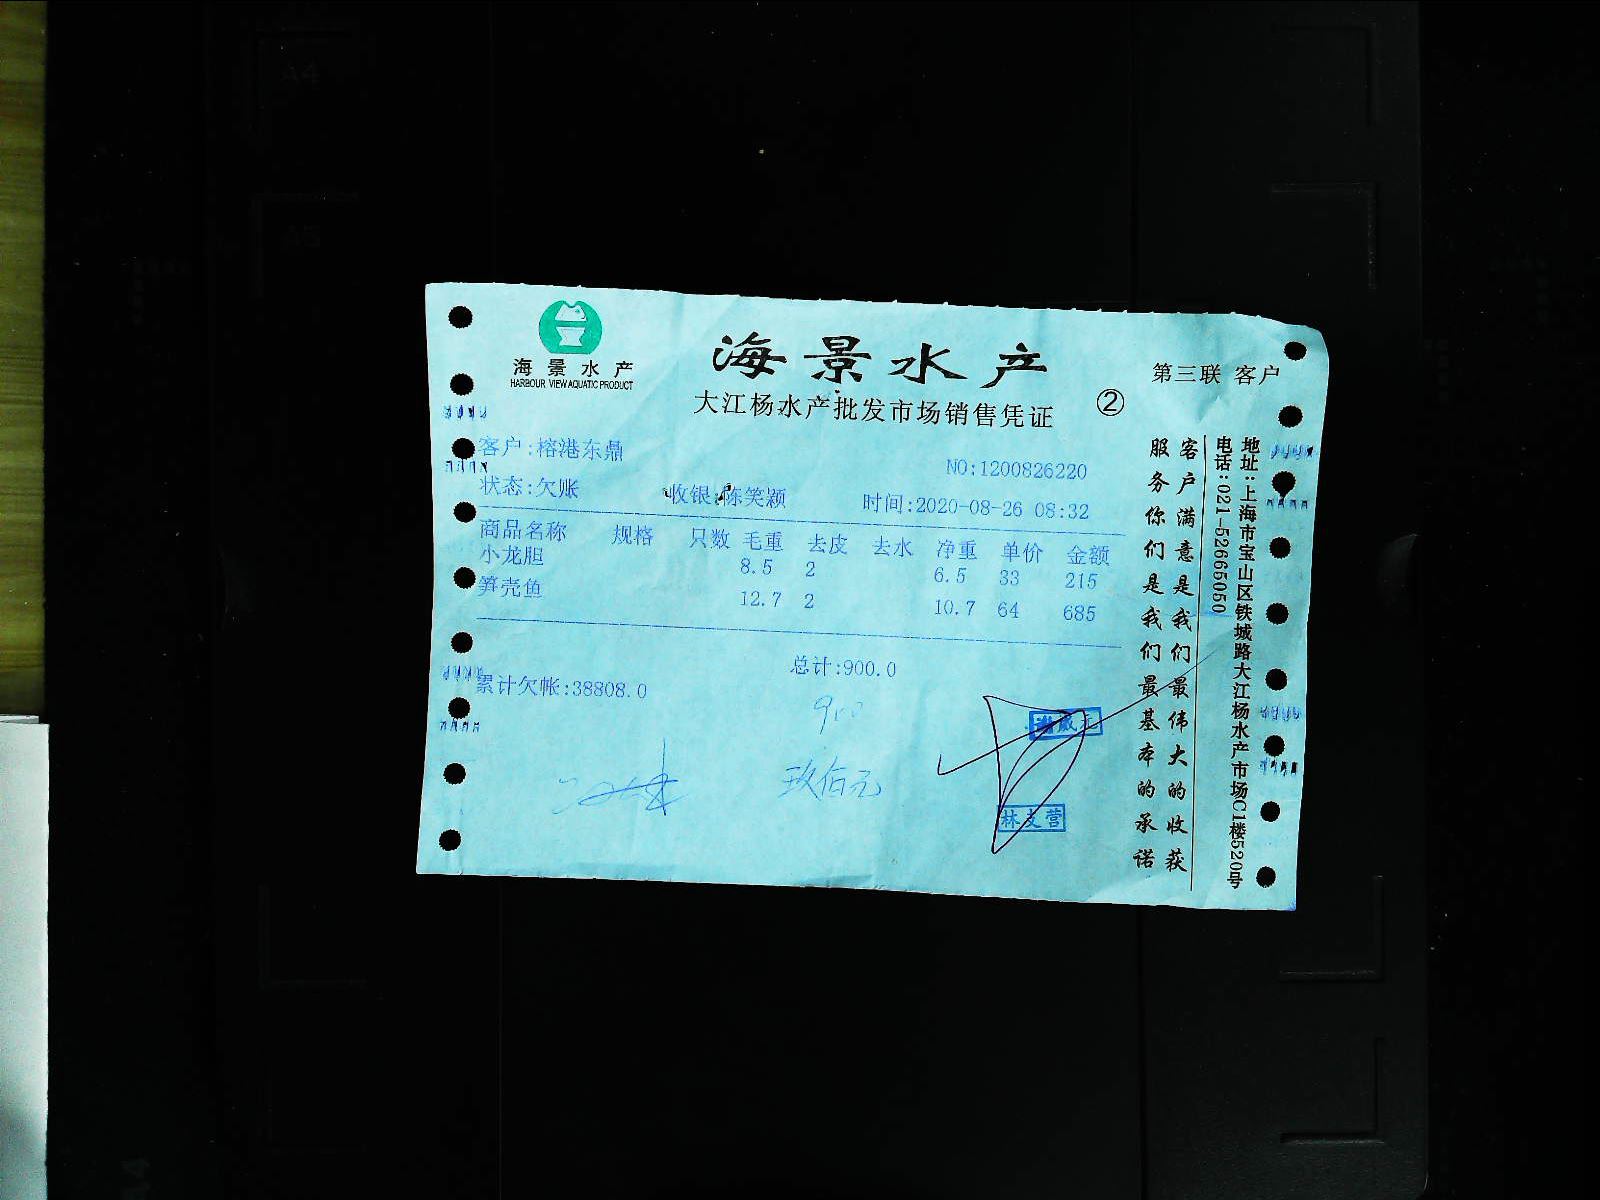 海景水产
HARBOUR VIEW AQUATIC PRODUCT
海景水产
大江杨水产批发市场销售凭证
②
第三联 客户
客户:榕港东鼎
NO:1200826220
状态:欠账 收银:陈笑颖 时间:2020-08-26 08:32
商品名称 规格 只数 毛重 去皮 去水 净重 单价 金额
小龙胆 8.5 2 6.5 33 215
笋壳鱼 12.7 2 10.7 64 685
总计:900.0
累计欠帐:38808.0
900
玖佰元
林支营
客户满意是我们最伟大的收获
服务你们是我们最基本的承诺
地址:上海市宝山区铁城路大江杨水产市场C1楼520号
电话:021-52665050